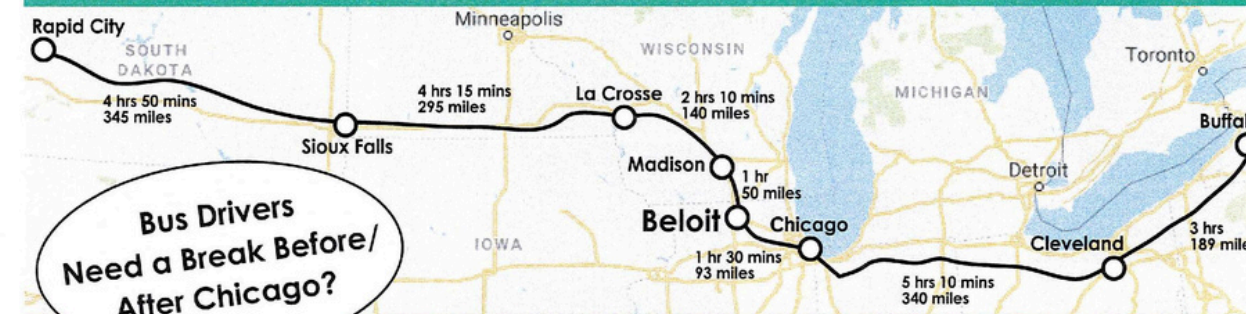 Rapid City
SOUTH
DAKOTA
4 hrs 50 mins
345 miles
Sioux Falls
Minneapolis
4 hrs 15 mins
295 miles
WISCONSIN
La Crosse
2 hrs 10 mins
140 miles
Madison
1 hr
50 miles
Beloit
Chicago
1 hr 30 mins
93 miles
IOWA
MICHIGAN
Toronto
Detroit
Cleveland
5 hrs 10 mins
340 miles
3 hrs
189
Bus Drivers
Need a Break Before/
After Chicago?